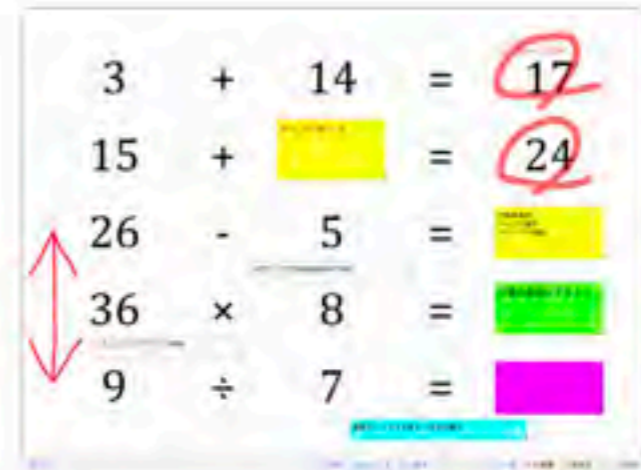 3 + 14 = 17
15 + = 24
26 - 5 =
36 × 8 =
9 ÷ 7 =